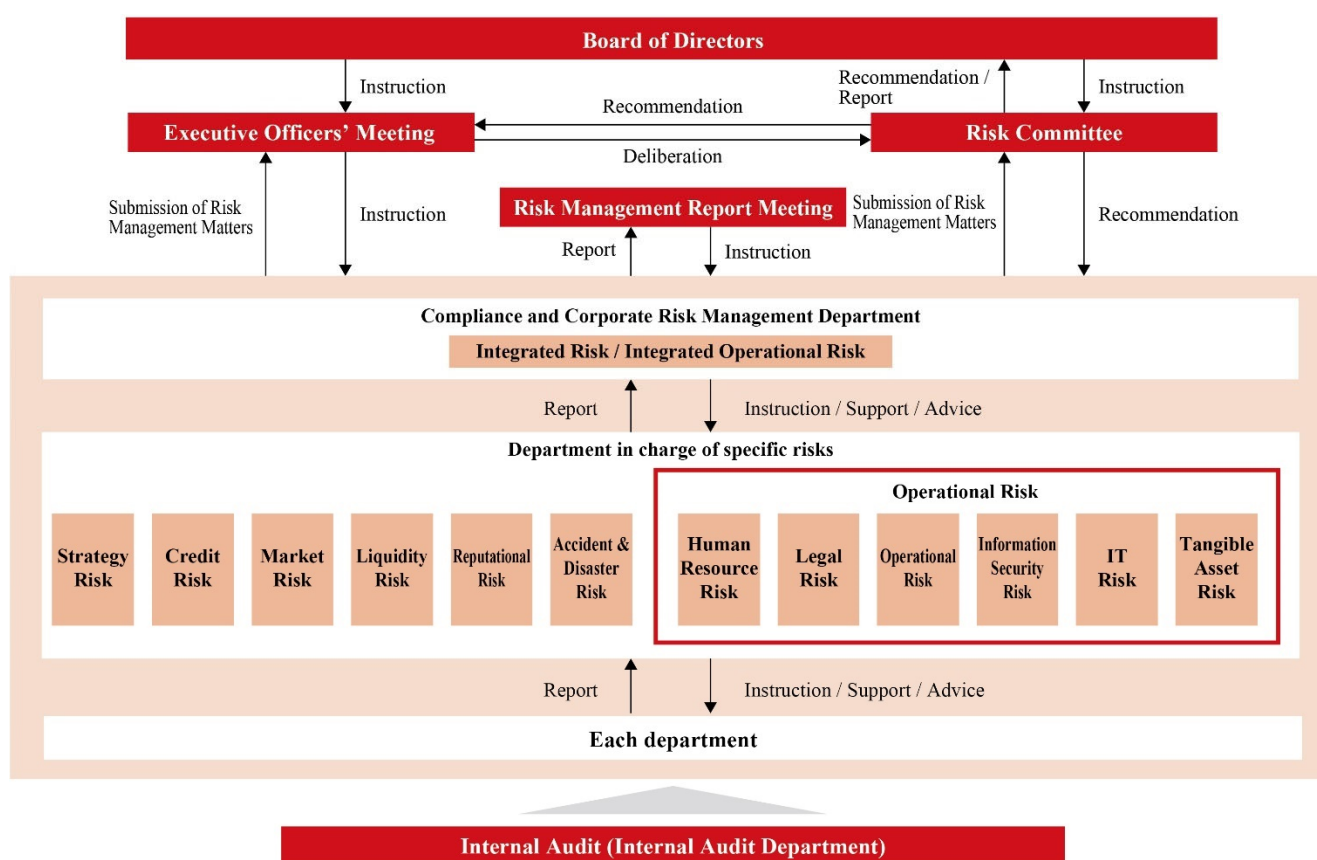 Board of Directors
Instruction
Recommendation /
Report
Instruction
Recommendation
Executive Officers’ Meeting
Risk Committee
Deliberation
Submission of Risk
Management Matters
Instruction
Risk Management Report Meeting
Submission of Risk
Management Matters
Recommendation
Report
Instruction
Compliance and Corporate Risk Management Department
Integrated Risk / Integrated Operational Risk
Report
Instruction / Support / Advice
Department in charge of specific risks
Operational Risk
Strategy
Risk
Credit
Risk
Market
Risk
Liquidity
Risk
Reputational
Risk
Accident &
Disaster
Risk
Human
Resource
Risk
Legal
Risk
Operational
Risk
Information
Security
Risk
IT
Risk
Tangible
Asset
Risk
Report
Instruction / Support / Advice
Each department
Internal Audit (Internal Audit Department)